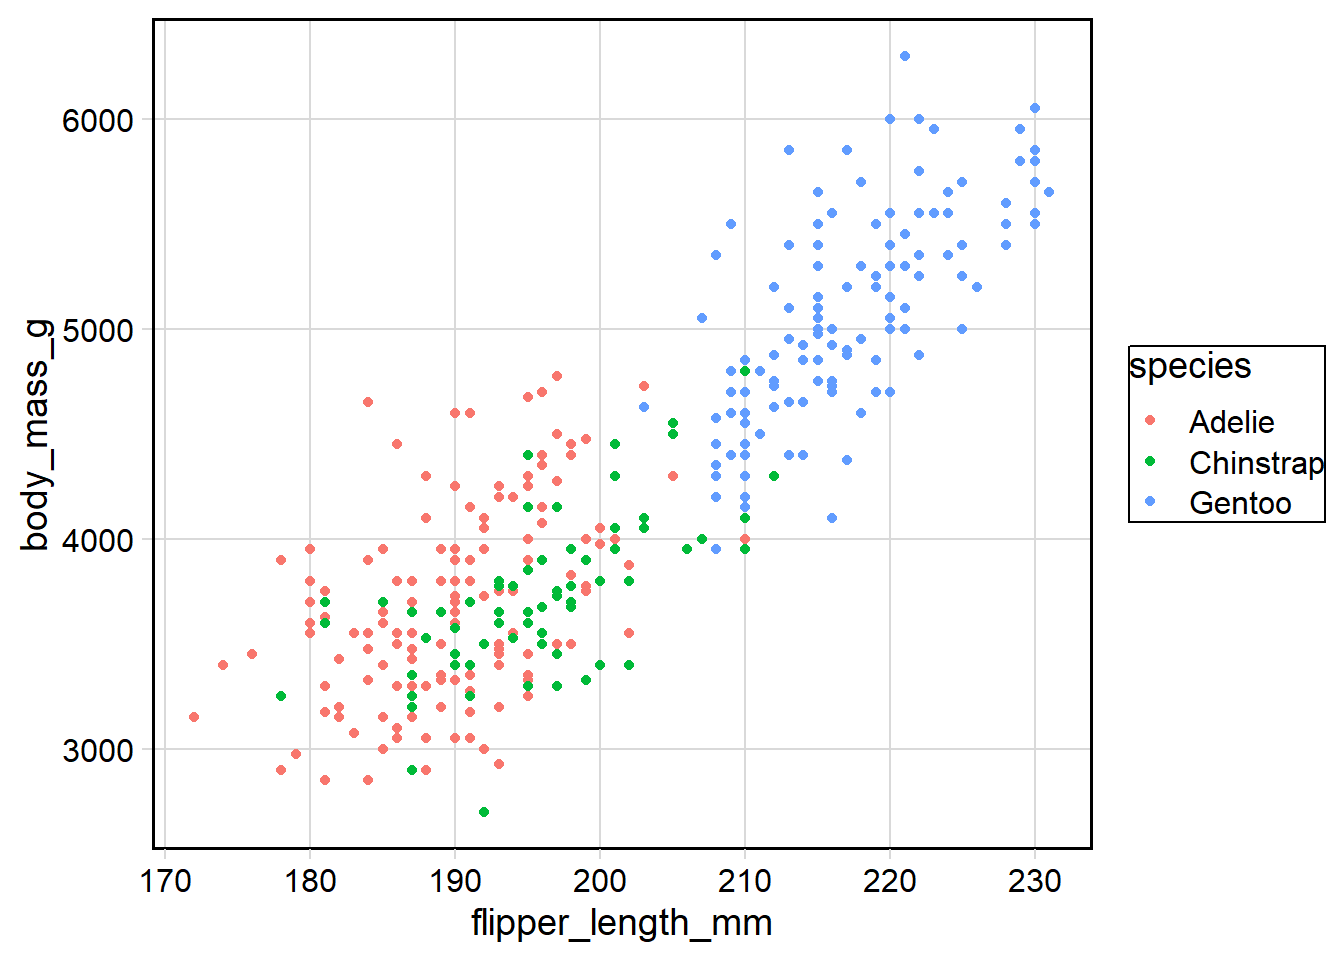 6000
5000
4000
3000
body_mass_g
170 180 190 200 210 220 230
flipper_length_mm
species
Adelie
Chinstrap
Gentoo